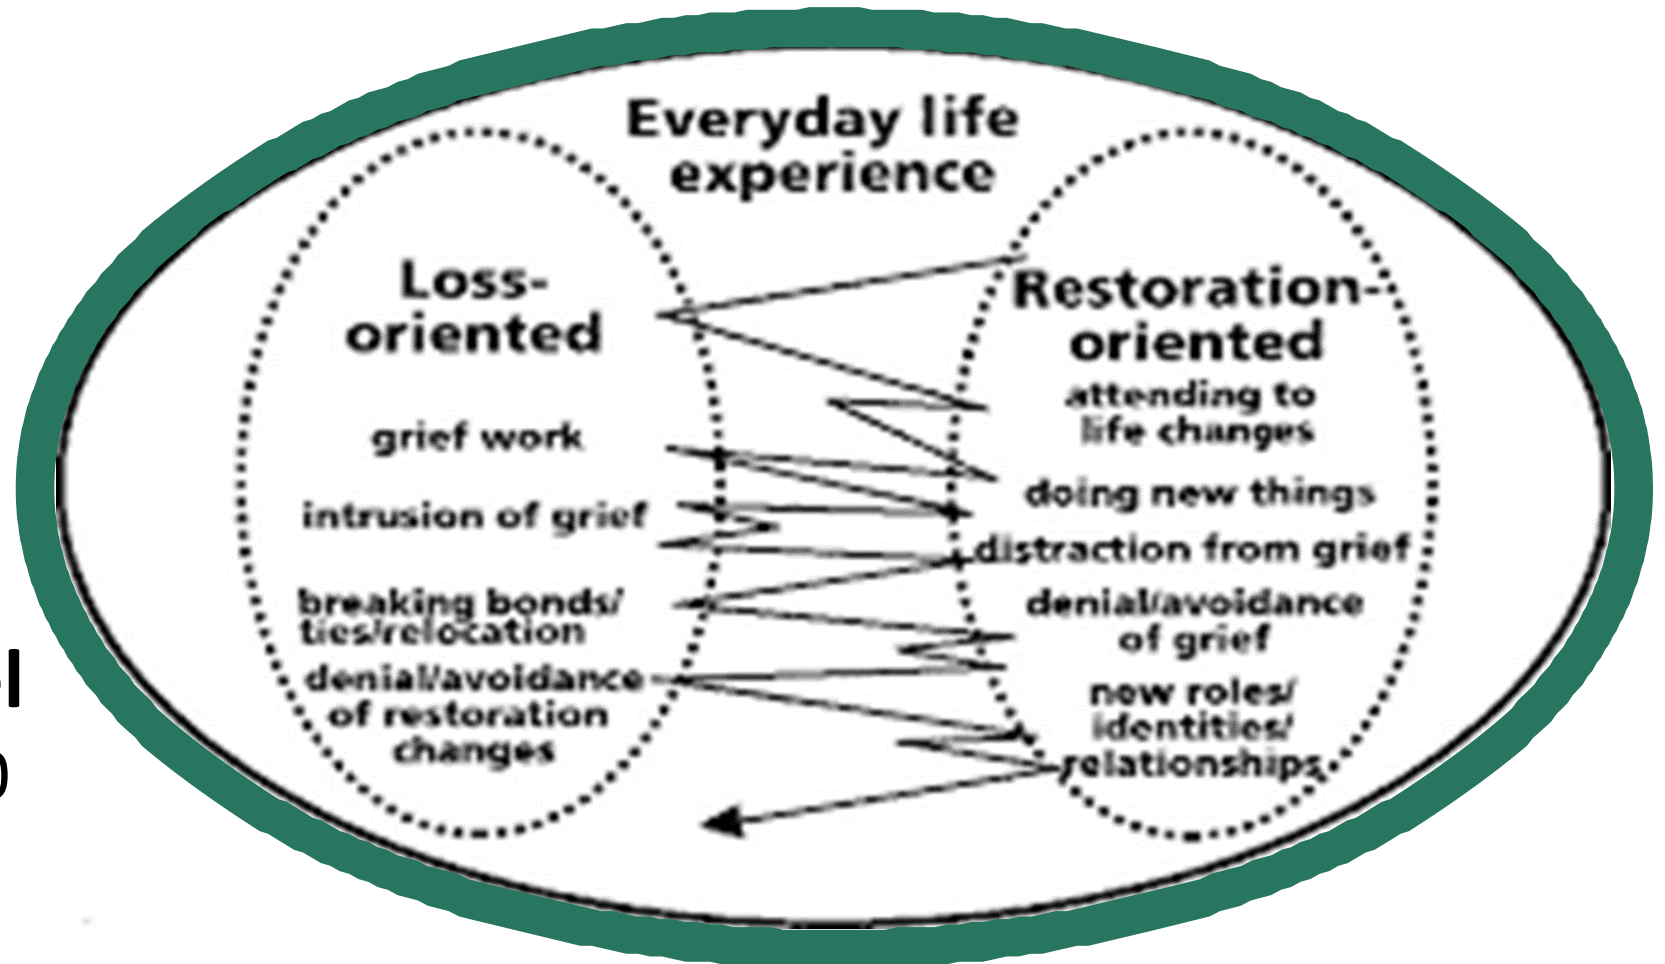 Everyday life
experience
Loss-
oriented
grief work
intrusion of grief
breaking bonds/
ties/relocation
denial/avoidance
of restoration
changes
Restoration-
oriented
attending to
life changes
doing new things
distraction from grief
denial/avoidance
of grief
new roles/
identities/
relationships